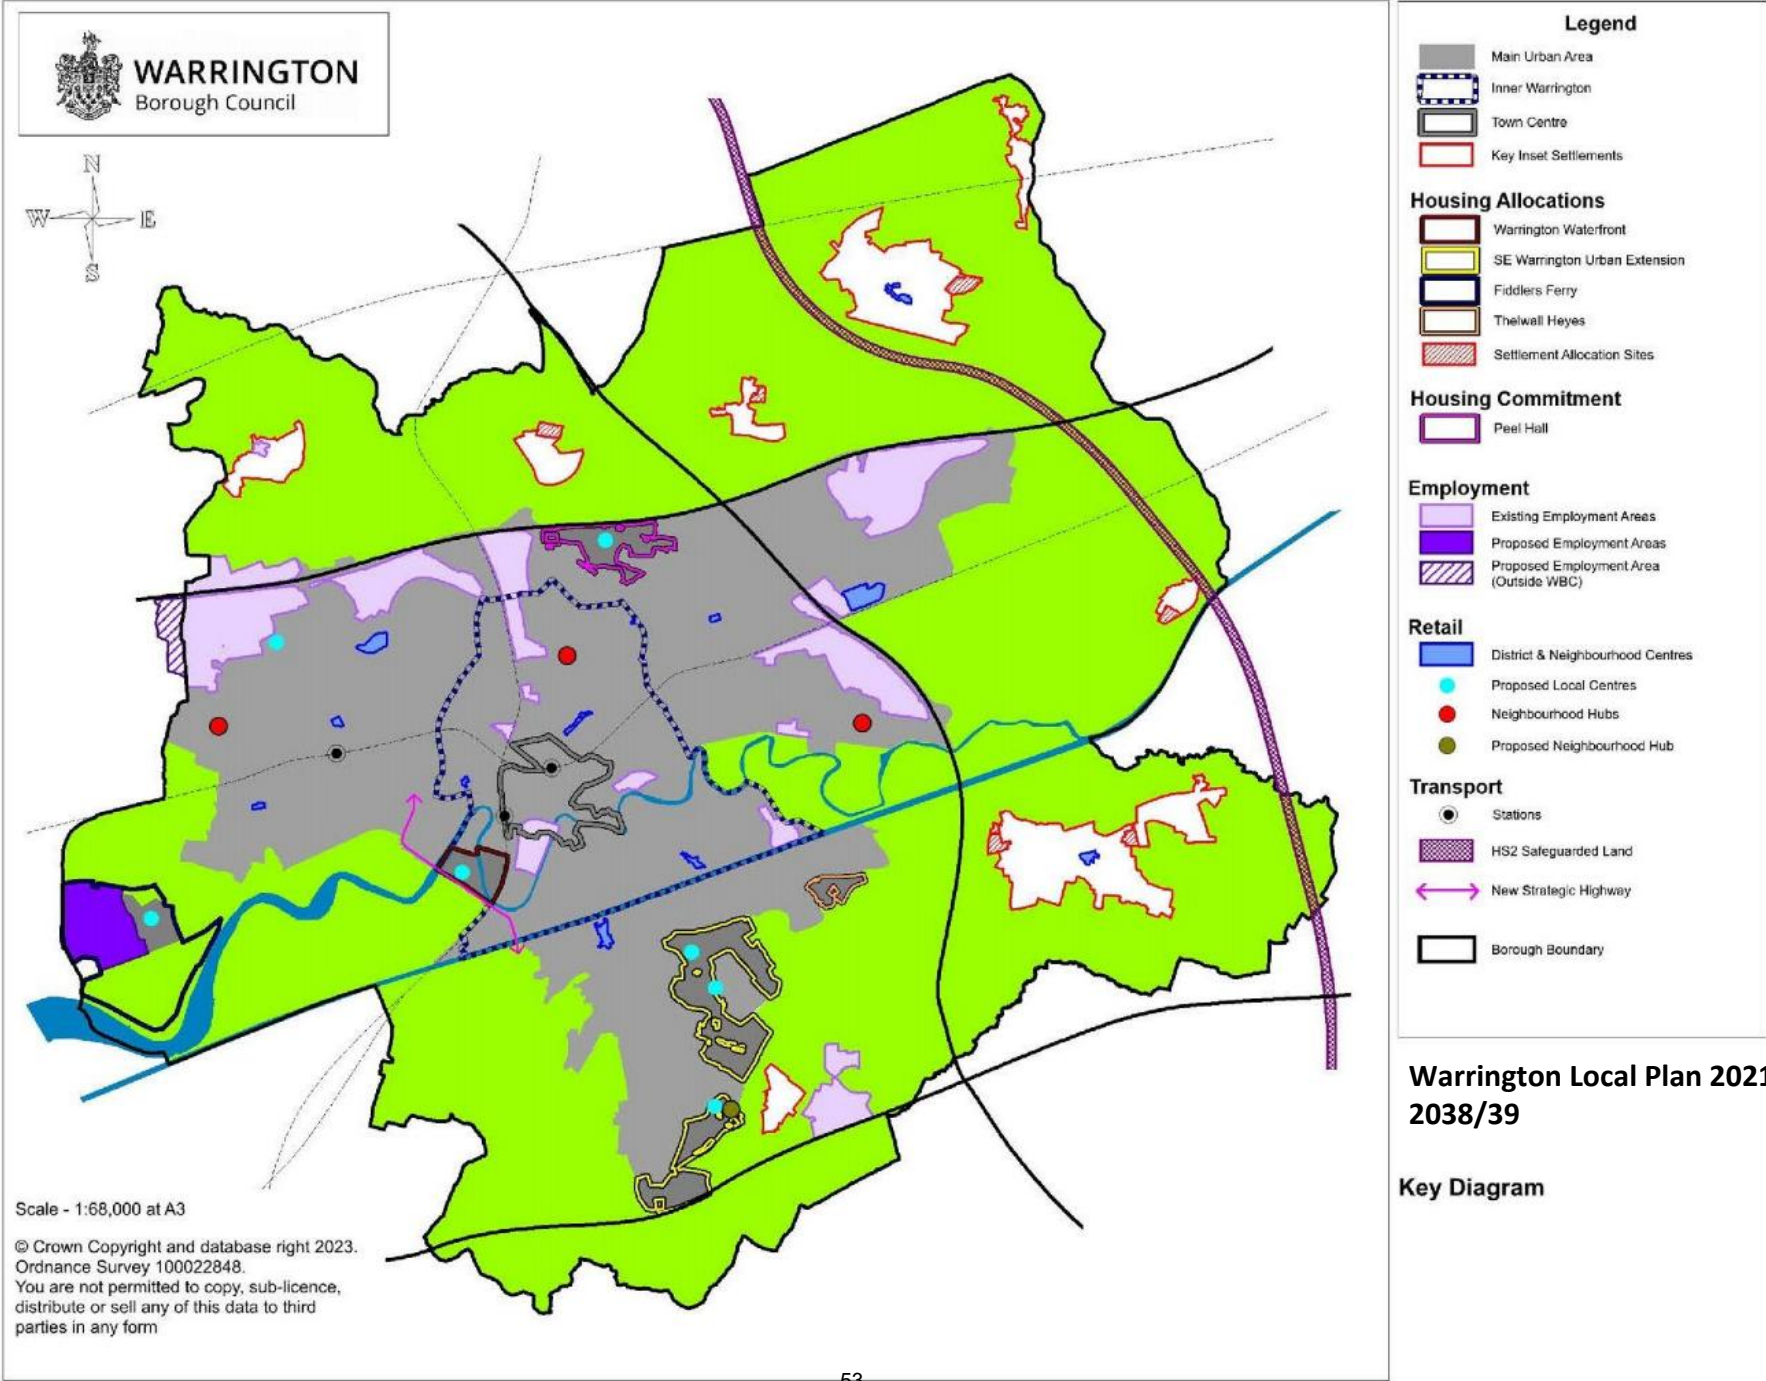 WARRINGTON
Borough Council
N
W E
S
Scale - 1:68,000 at A3
© Crown Copyright and database right 2023.
Ordnance Survey 100022848.
You are not permitted to copy, sub-licence,
distribute or sell any of this data to third
parties in any form
Legend
Main Urban Area
Inner Warrington
Town Centre
Key Inset Settlements
Housing Allocations
Warrington Waterfront
SE Warrington Urban Extension
Fiddlers Ferry
Thelwall Heyes
Settlement Allocation Sites
Housing Commitment
Peel Hall
Employment
Existing Employment Areas
Proposed Employment Areas
Proposed Employment Area
(Outside WBC)
Retail
District & Neighbourhood Centres
Proposed Local Centres
Neighbourhood Hubs
Proposed Neighbourhood Hub
Transport
Stations
HS2 Safeguarded Land
New Strategic Highway
Borough Boundary
Warrington Local Plan 2021
2038/39
Key Diagram
53